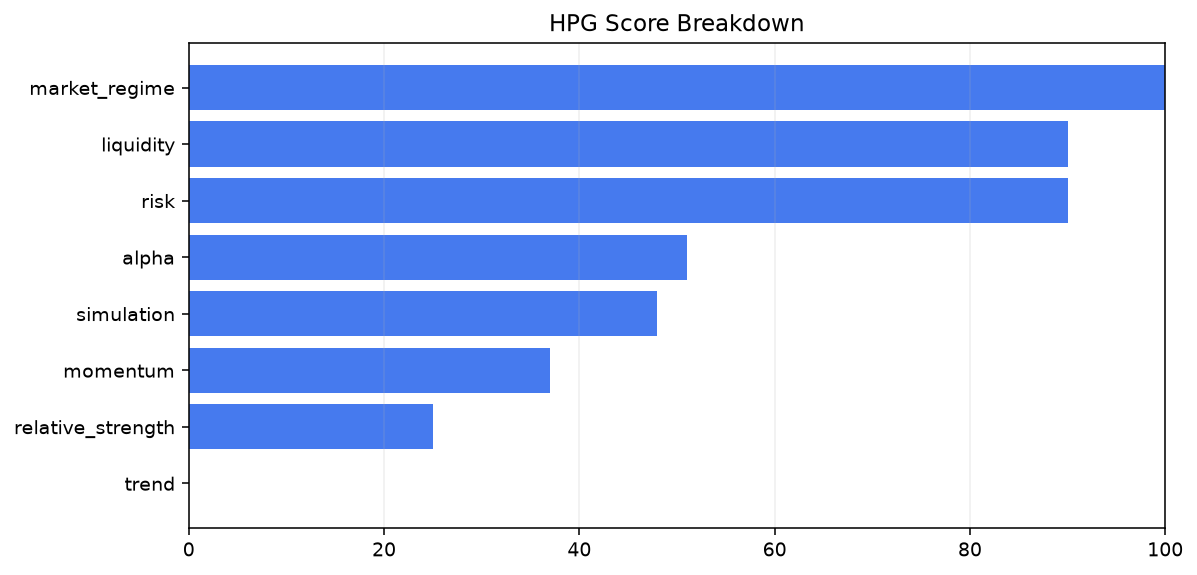 HPG Score Breakdown
market_regime
liquidity
risk
alpha
simulation
momentum
relative_strength
trend
0 20 40 60 80 100